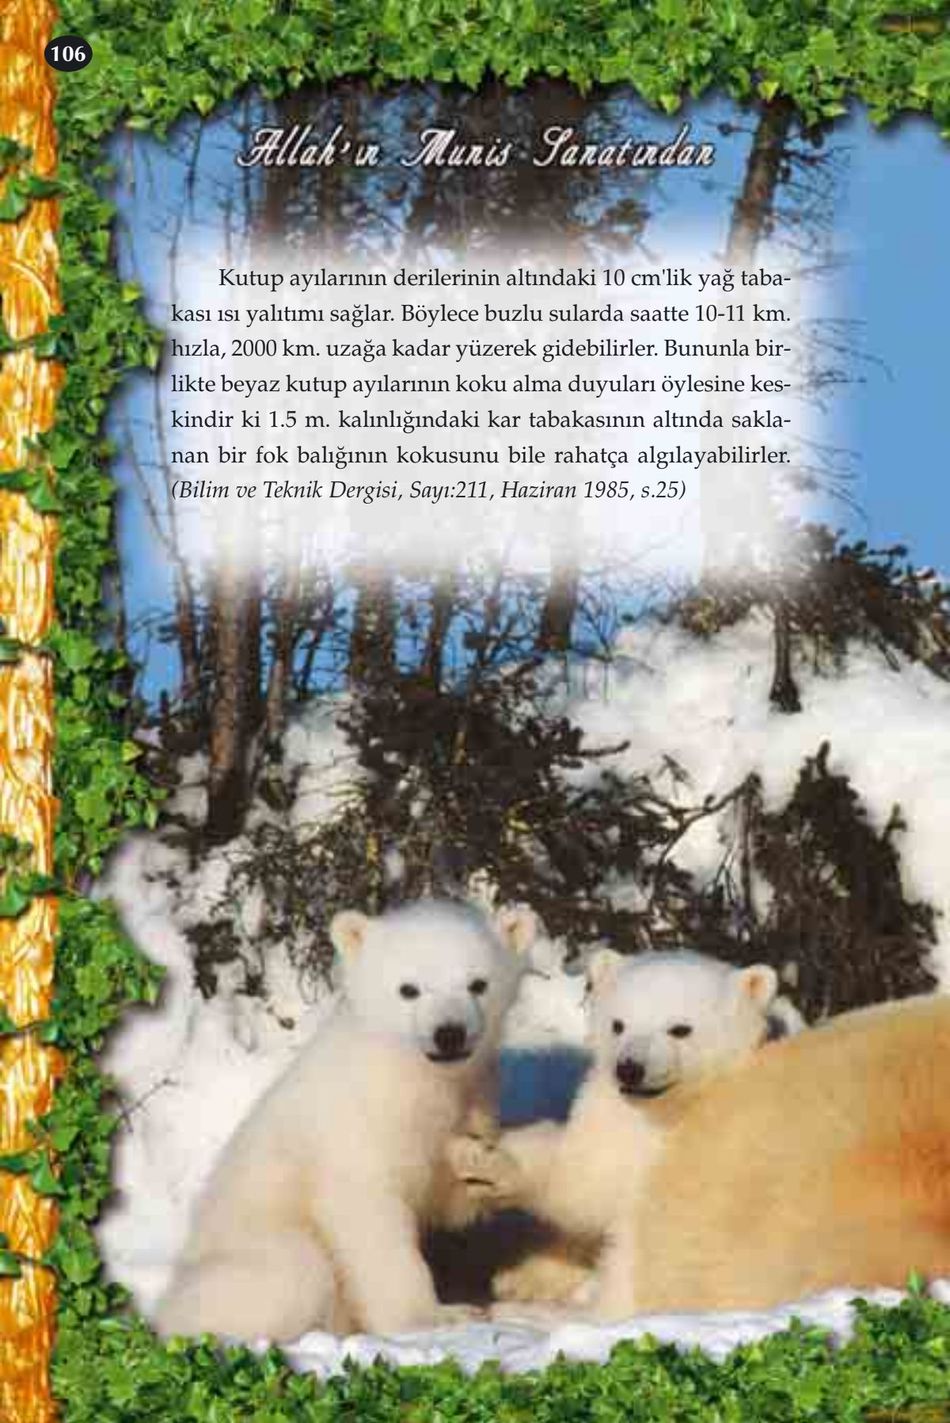 106
Allah'ın Munis Sanatından
Kutup ayılarının derilerinin altındaki 10 cm'lik yağ taba-
kası ısı yalıtımı sağlar. Böylece buzlu sularda saatte 10-11 km.
hızla, 2000 km. uzağa kadar yüzerek gidebilirler. Bununla bir-
likte beyaz kutup ayılarının koku alma duyuları öylesine kes-
kindir ki 1.5 m. kalınlığındaki kar tabakasının altında sakla-
nan bir fok balığının kokusunu bile rahatça algılayabilirler.
(Bilim ve Teknik Dergisi, Sayı:211, Haziran 1985, s.25)